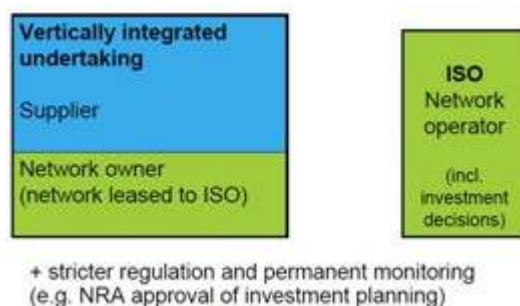 Vertically integrated
undertaking
Supplier
Network owner
(network leased to ISO)
ISO
Network
operator
(incl.
investment
decisions)
+ stricter regulation and permanent monitoring
(e.g. NRA approval of investment planning)